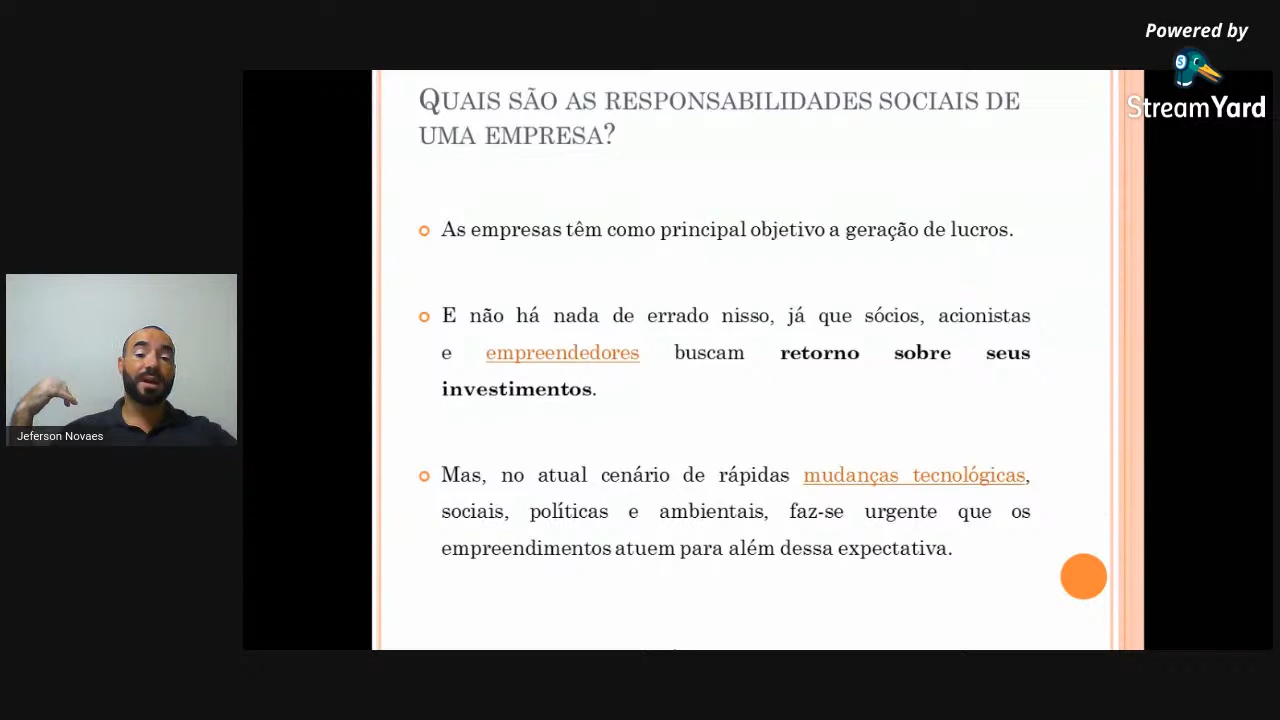 Powered by
StreamYard
QUAIS SÃO AS RESPONSABILIDADES SOCIAIS DE
UMA EMPRESA?
As empresas têm como principal objetivo a geração de lucros.
E não há nada de errado nisso, já que sócios, acionistas
e empreendedores buscam retorno sobre seus
investimentos.
Mas, no atual cenário de rápidas mudanças tecnológicas,
sociais, políticas e ambientais, faz-se urgente que os
empreendimentos atuem para além dessa expectativa.
Jeferson Novaes